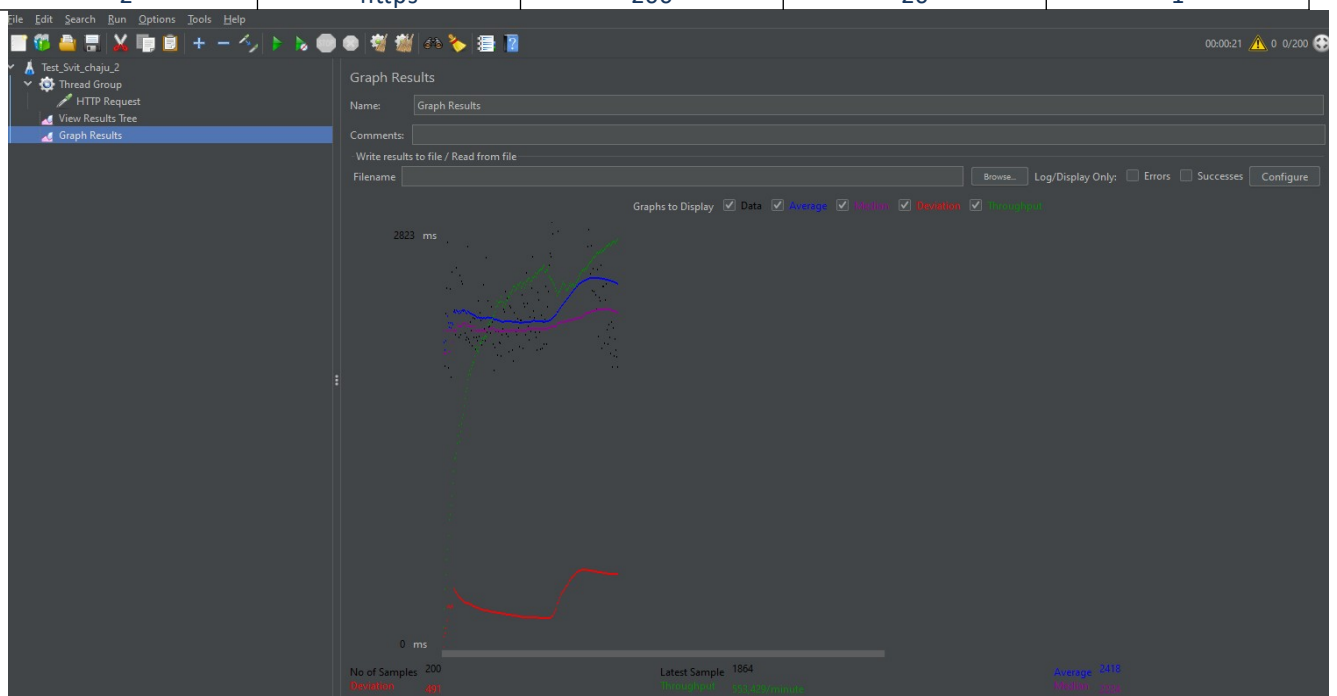 2 https 200 20 1
File Edit Search Run Options Tools Help
00:00:21 0 0/200
Test_Svit_chaju_2
Thread Group
HTTP Request
View Results Tree
Graph Results
Graph Results
Name: Graph Results
Comments:
Write results to file / Read from file
Filename Browse... Log/Display Only: Errors Successes Configure
Graphs to Display Data Average Median Deviation Throughput
2823 ms
0 ms
No of Samples 200 Latest Sample 1864 Average 2418
Deviation 491 Throughput Median